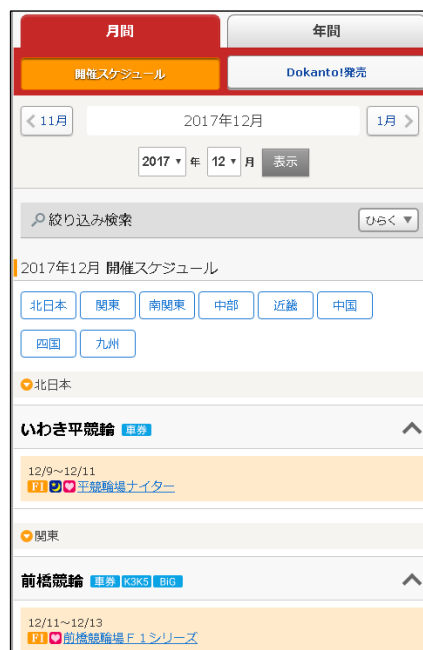 月間 年間
開催スケジュール Dokanto!発売
11月 2017年12月 1月
2017 年 12 月 表示
絞り込み検索 ひらく
2017年12月 開催スケジュール
北日本 関東 南関東 中部 近畿 中国
四国 九州
北日本
いわき平競輪 車券
12/9～12/11
FI 平競輪場ナイター
関東
前橋競輪 車券 K3K5 BIG
12/11～12/13
FI 前橋競輪場Ｆ１シリーズ